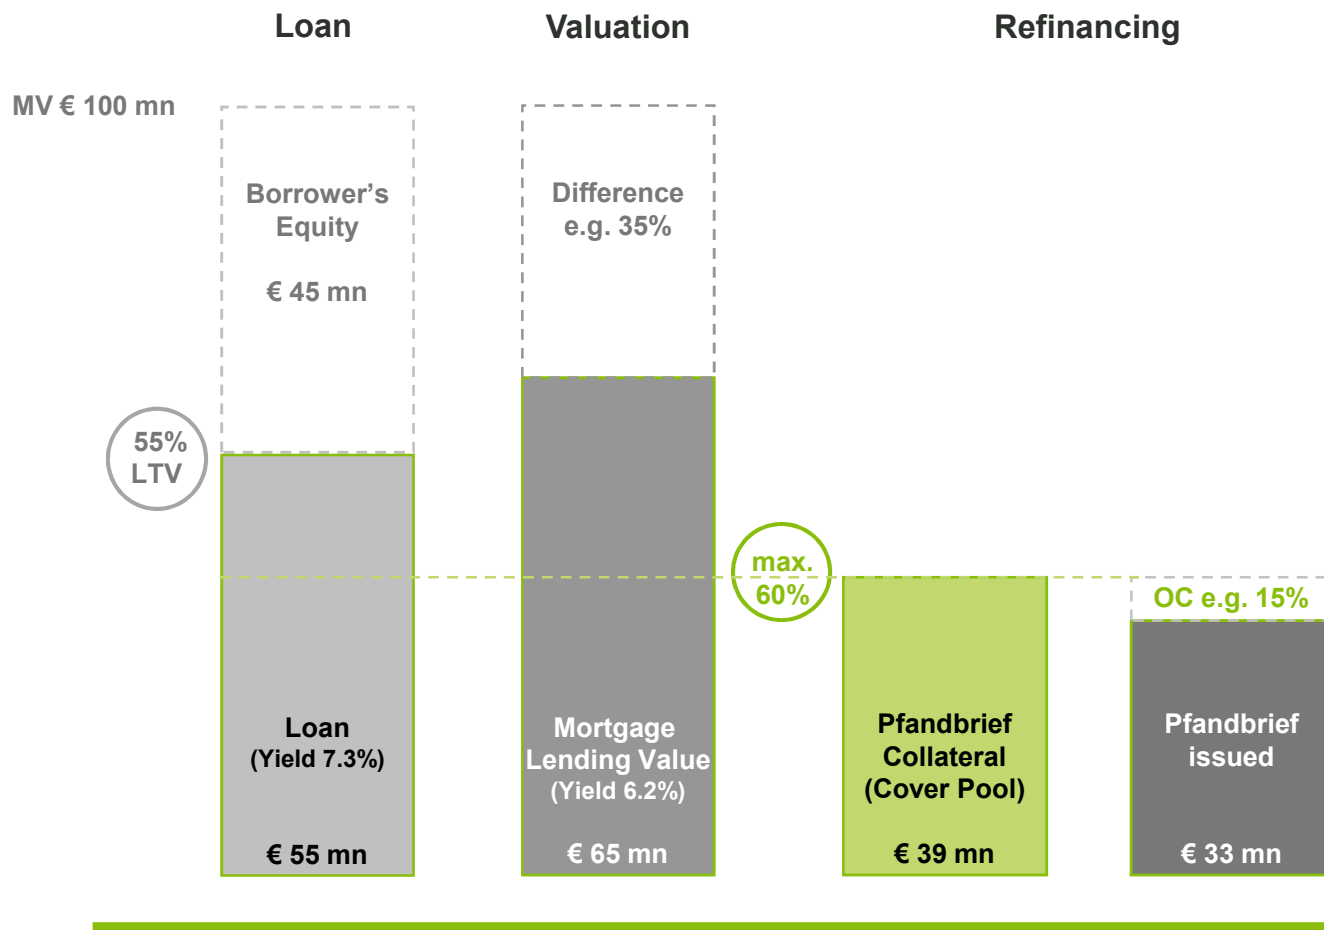 Loan
Valuation
Refinancing
MV € 100 mn
Borrower’s
Equity
€ 45 mn
Difference
e.g. 35%
55%
LTV
max.
60%
OC e.g. 15%
Loan
(Yield 7.3%)
€ 55 mn
Mortgage
Lending Value
(Yield 6.2%)
€ 65 mn
Pfandbrief
Collateral
(Cover Pool)
€ 39 mn
Pfandbrief
issued
€ 33 mn